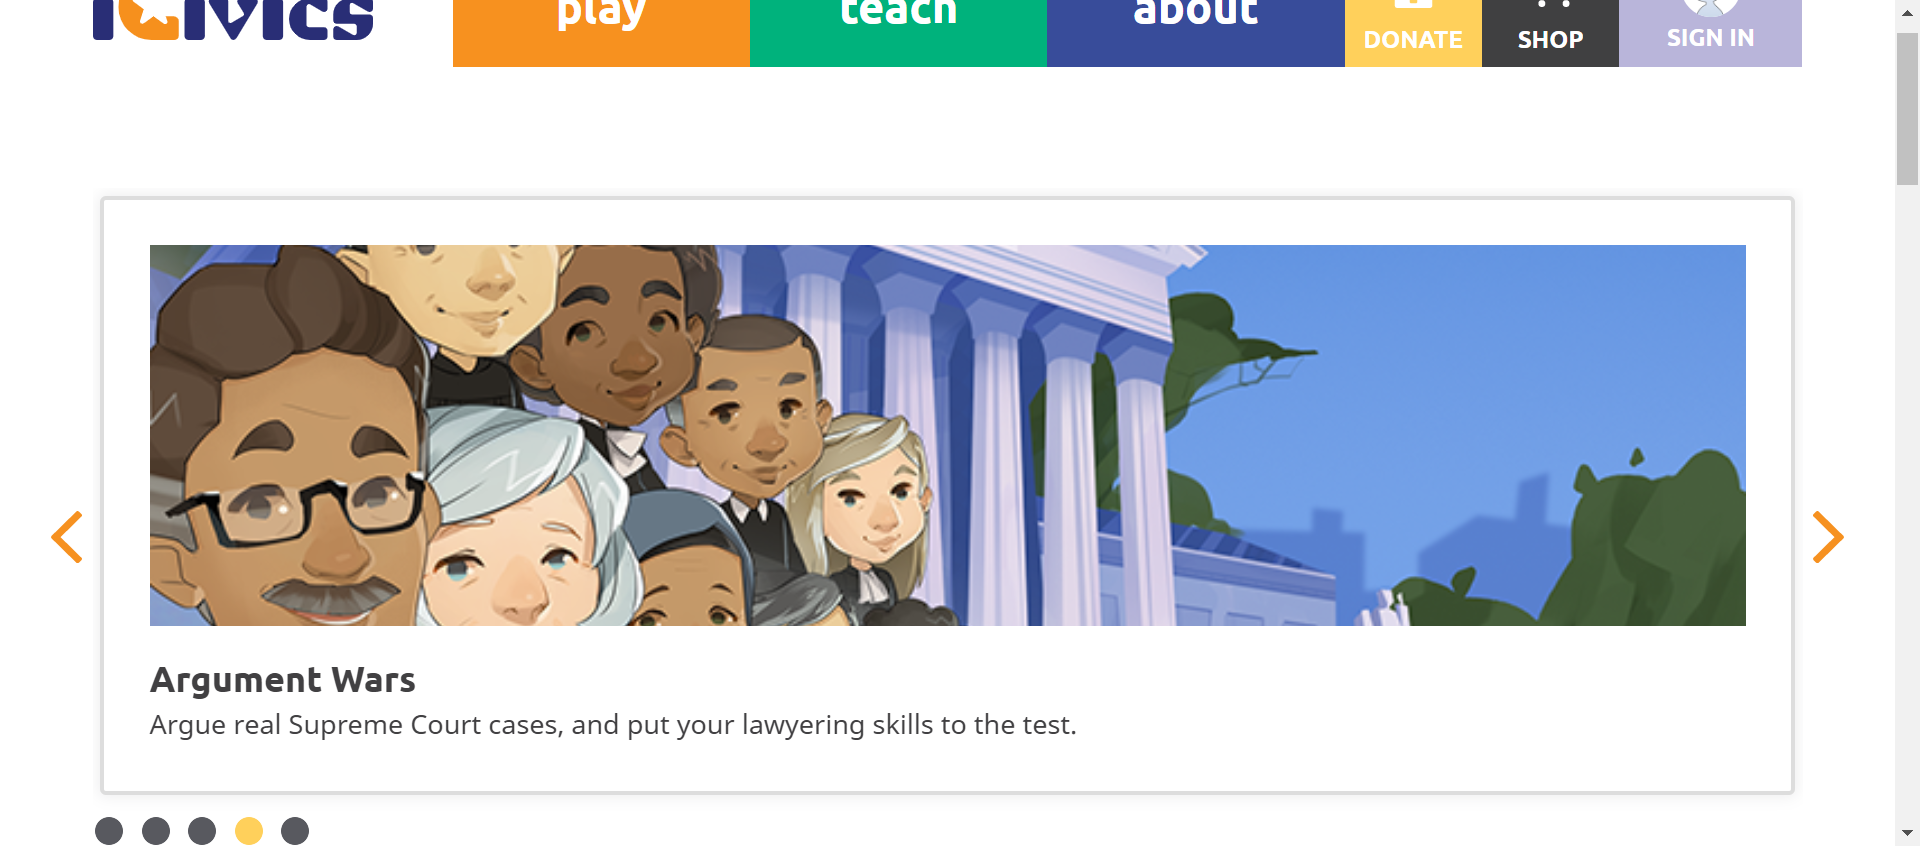 iCivics
play
teach
about
DONATE
SHOP
SIGN IN
Argument Wars
Argue real Supreme Court cases, and put your lawyering skills to the test.